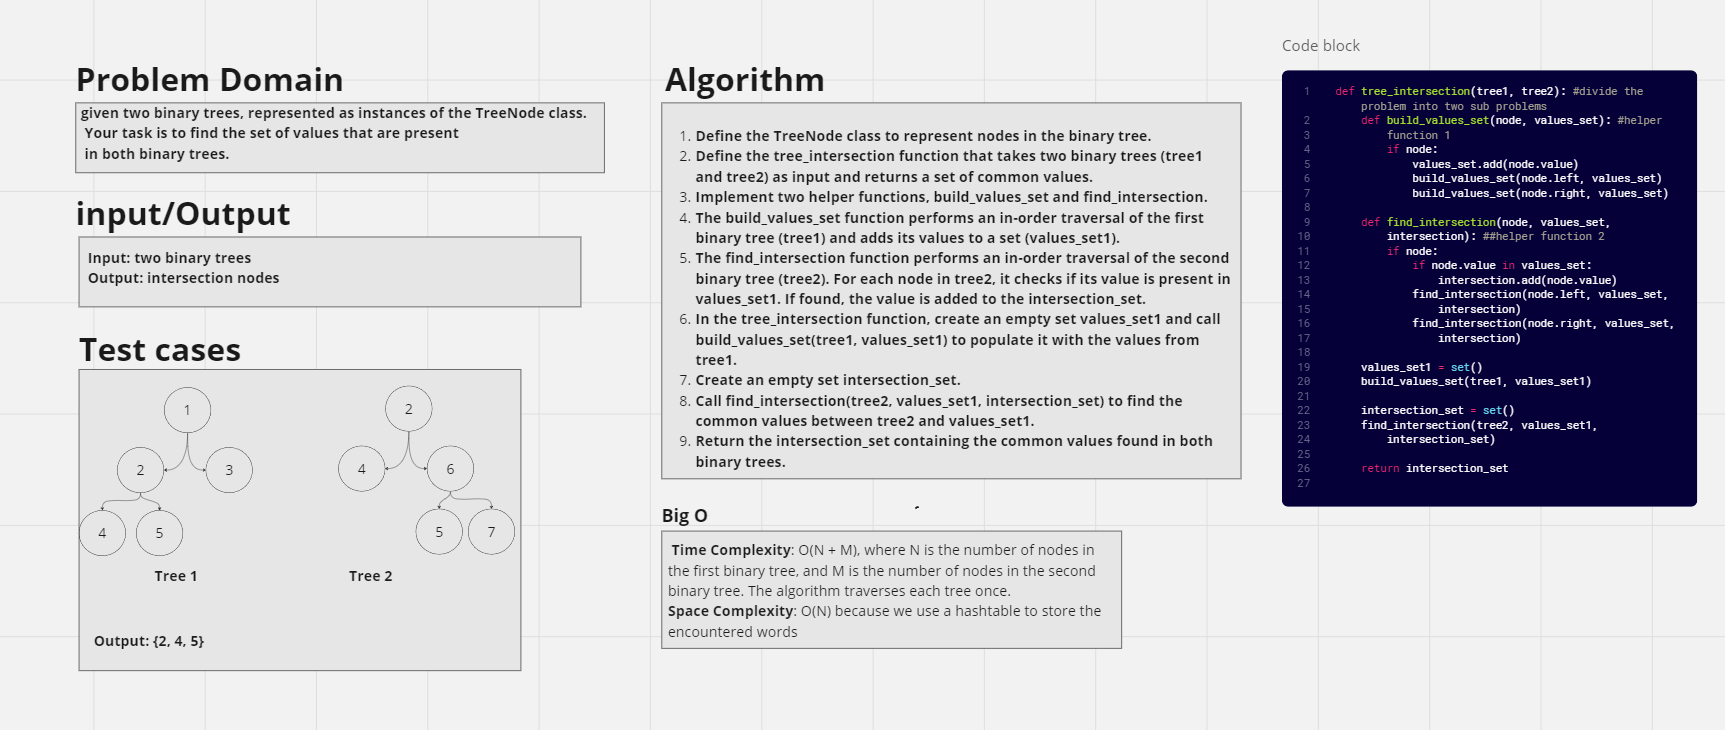 Problem Domain
given two binary trees, represented as instances of the TreeNode class.
Your task is to find the set of values that are present
in both binary trees.
input/Output
Input: two binary trees
Output: intersection nodes
Test cases
1
2
3
4
5
Tree 1
2
4
6
5
7
Tree 2
Output: {2, 4, 5}
Algorithm
1. Define the TreeNode class to represent nodes in the binary tree.
2. Define the tree_intersection function that takes two binary trees (tree1
and tree2) as input and returns a set of common values.
3. Implement two helper functions, build_values_set and find_intersection.
4. The build_values_set function performs an in-order traversal of the first
binary tree (tree1) and adds its values to a set (values_set1).
5. The find_intersection function performs an in-order traversal of the second
binary tree (tree2). For each node in tree2, it checks if its value is present in
values_set1. If found, the value is added to the intersection_set.
6. In the tree_intersection function, create an empty set values_set1 and call
build_values_set(tree1, values_set1) to populate it with the values from
tree1.
7. Create an empty set intersection_set.
8. Call find_intersection(tree2, values_set1, intersection_set) to find the
common values between tree2 and values_set1.
9. Return the intersection_set containing the common values found in both
binary trees.
Big O
Time Complexity: O(N + M), where N is the number of nodes in
the first binary tree, and M is the number of nodes in the second
binary tree. The algorithm traverses each tree once.
Space Complexity: O(N) because we use a hashtable to store the
encountered words
Code block
1 def tree_intersection(tree1, tree2): #divide the
problem into two sub problems
2 def build_values_set(node, values_set): #helper
3 function 1
4 if node:
5 values_set.add(node.value)
6 build_values_set(node.left, values_set)
7 build_values_set(node.right, values_set)
8
9 def find_intersection(node, values_set,
10 intersection): ##helper function 2
11 if node:
12 if node.value in values_set:
13 intersection.add(node.value)
14 find_intersection(node.left, values_set,
15 intersection)
16 find_intersection(node.right, values_set,
17 intersection)
18
19 values_set1 = set()
20 build_values_set(tree1, values_set1)
21
22 intersection_set = set()
23 find_intersection(tree2, values_set1,
24 intersection_set)
25
26 return intersection_set
27